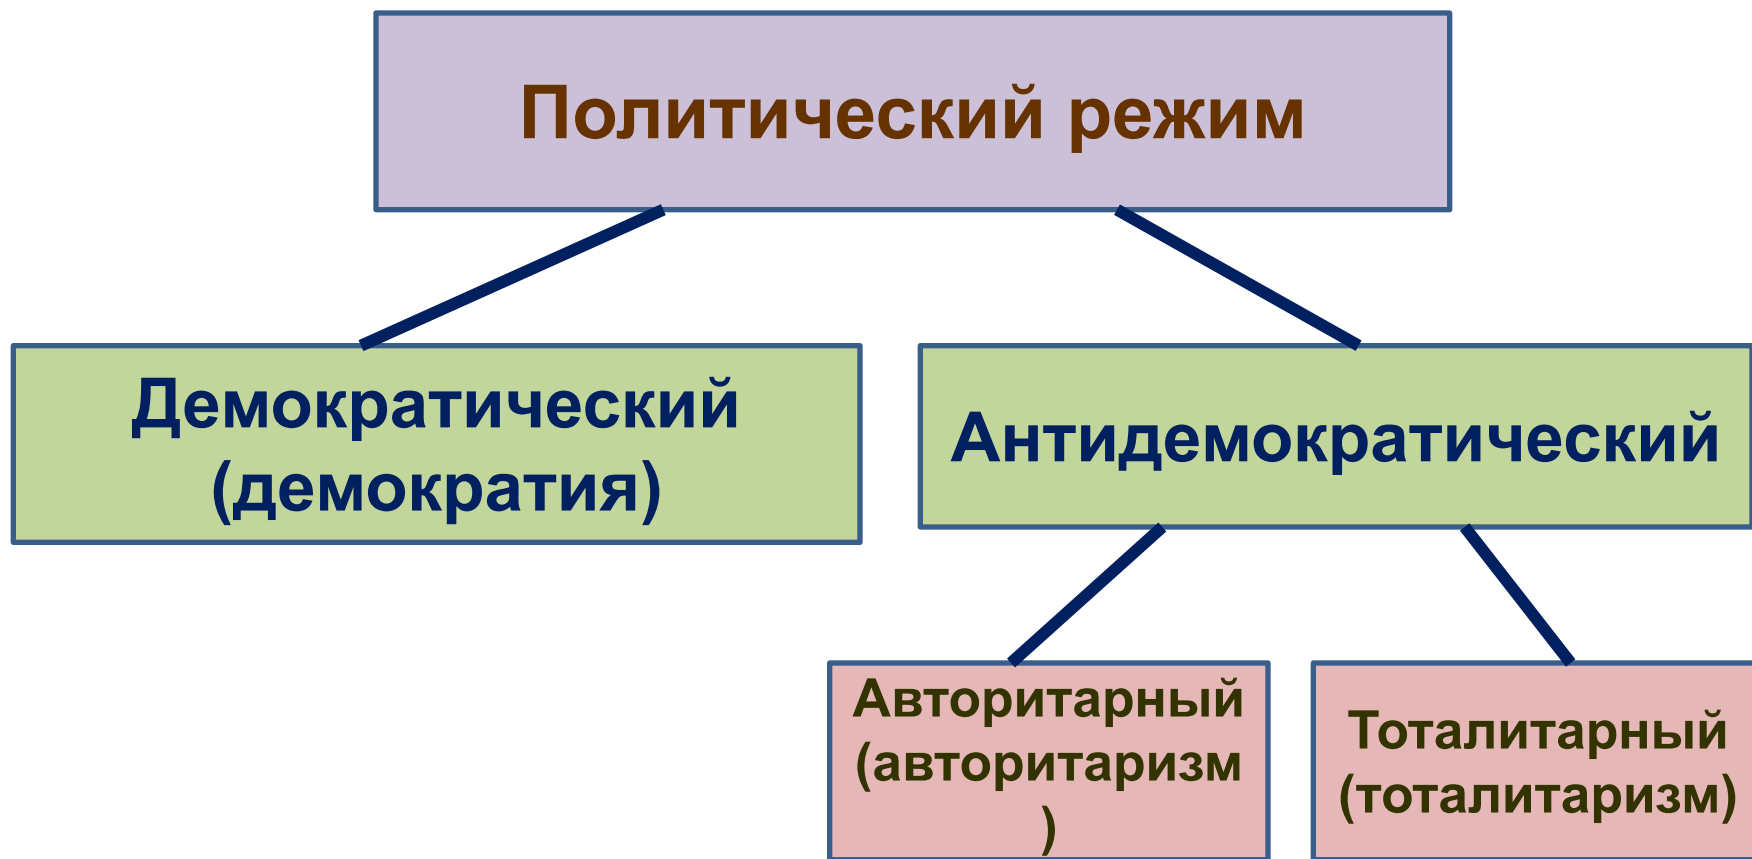 Политический режим
Демократический
(демократия)
Антидемократический
Авторитарный
(авторитаризм
)
Тоталитарный
(тоталитаризм)